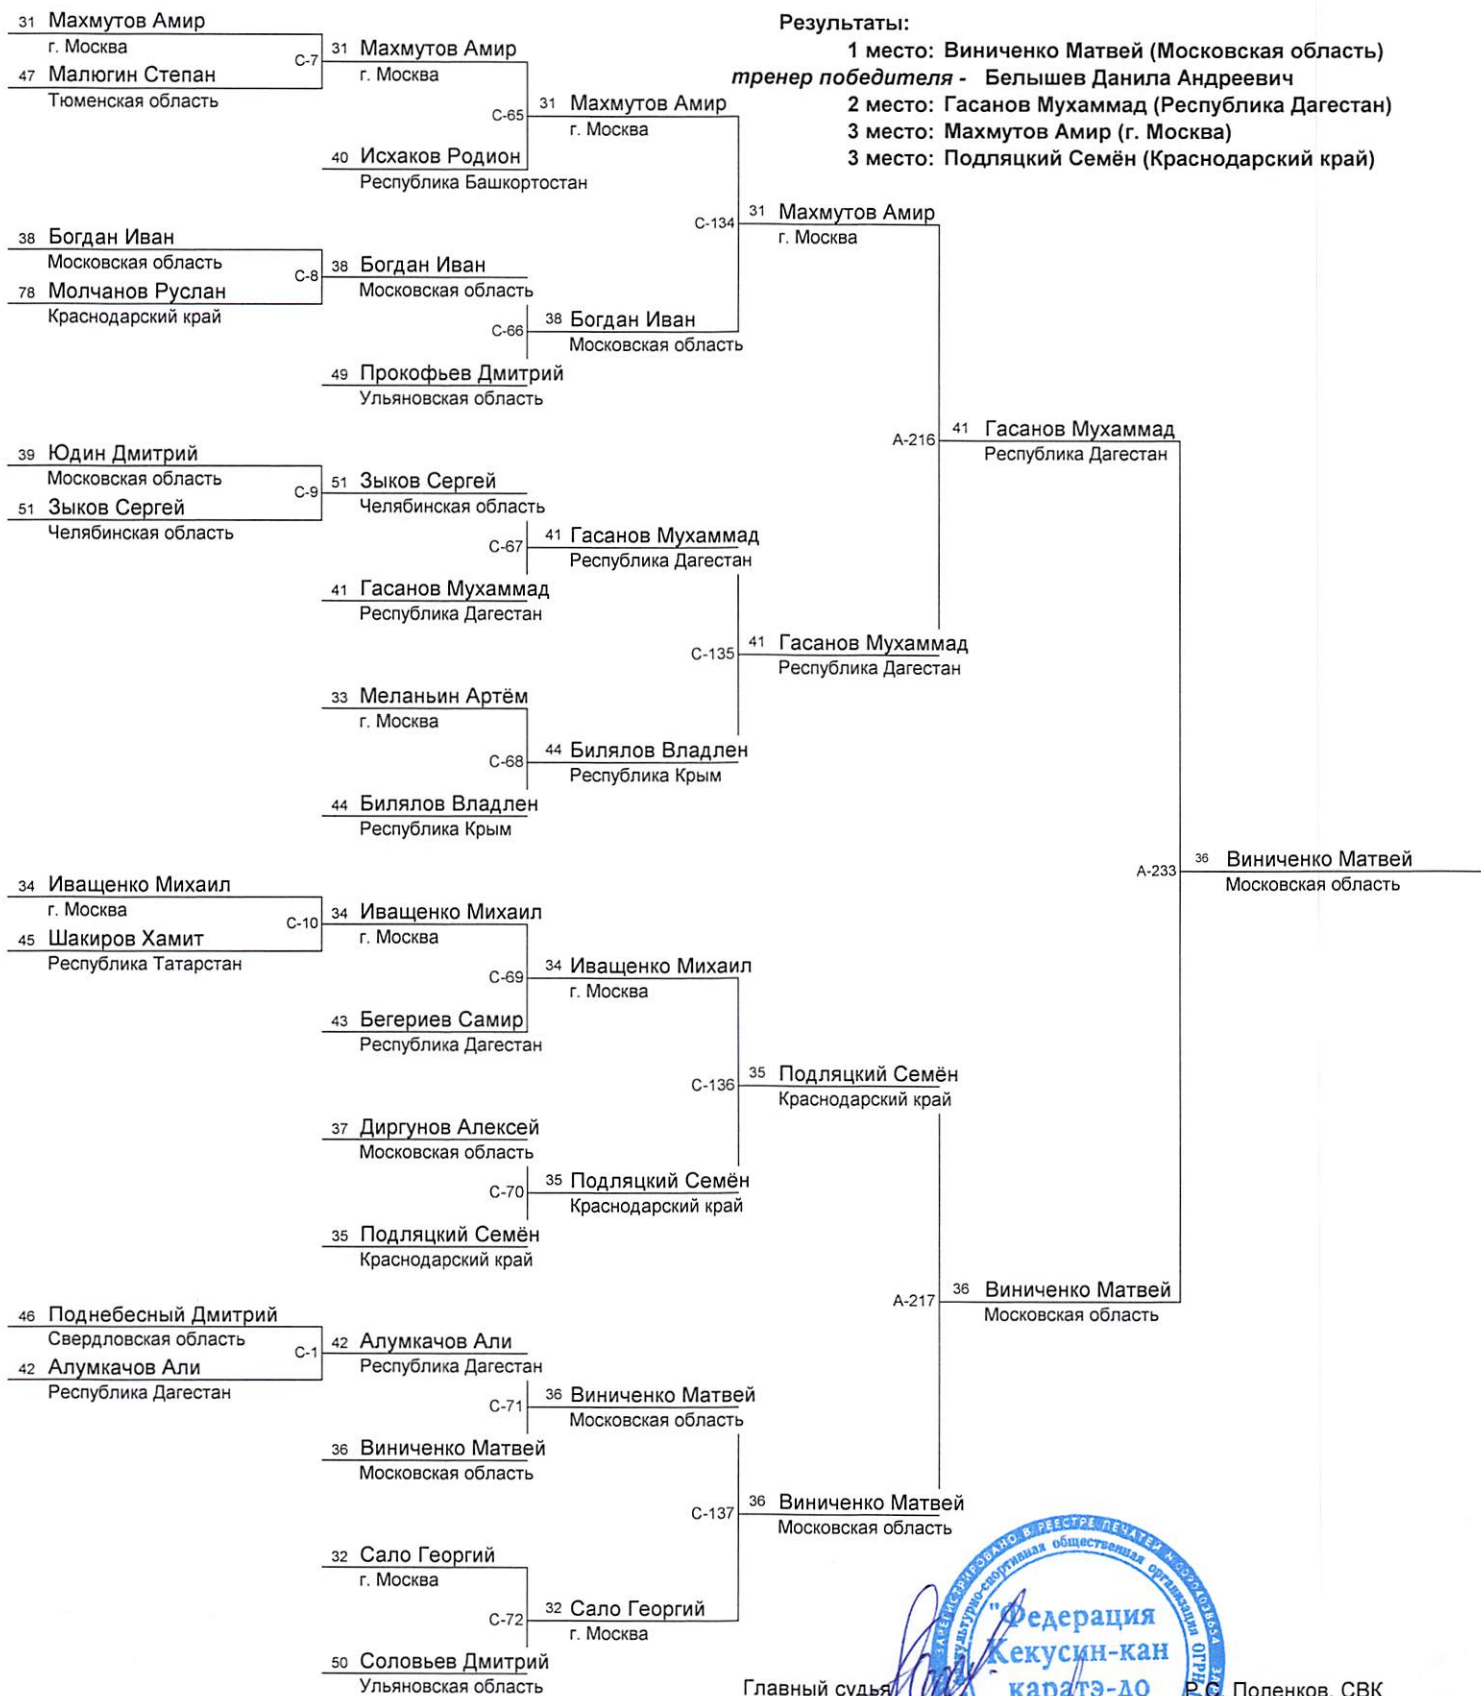 Результаты:
1 место: Виниченко Матвей (Московская область)
тренер победителя - Белышев Данила Андреевич
2 место: Гасанов Мухаммад (Республика Дагестан)
3 место: Махмутов Амир (г. Москва)
3 место: Подляцкий Семён (Краснодарский край)
31 Махмутов Амир
г. Москва
C-7
47 Малюгин Степан
Тюменская область
31 Махмутов Амир
г. Москва
C-65
40 Исхаков Родион
Республика Башкортостан
31 Махмутов Амир
г. Москва
38 Богдан Иван
Московская область
C-8
78 Молчанов Руслан
Краснодарский край
38 Богдан Иван
Московская область
C-66
49 Прокофьев Дмитрий
Ульяновская область
38 Богдан Иван
Московская область
C-134
31 Махмутов Амир
г. Москва
39 Юдин Дмитрий
Московская область
C-9
51 Зыков Сергей
Челябинская область
51 Зыков Сергей
Челябинская область
C-67
41 Гасанов Мухаммад
Республика Дагестан
41 Гасанов Мухаммад
Республика Дагестан
33 Меланьин Артём
г. Москва
C-68
44 Билялов Владлен
Республика Крым
44 Билялов Владлен
Республика Крым
C-135
41 Гасанов Мухаммад
Республика Дагестан
A-216
41 Гасанов Мухаммад
Республика Дагестан
34 Иващенко Михаил
г. Москва
C-10
45 Шакиров Хамит
Республика Татарстан
34 Иващенко Михаил
г. Москва
C-69
43 Бегериев Самир
Республика Дагестан
34 Иващенко Михаил
г. Москва
37 Диргунов Алексей
Московская область
C-70
35 Подляцкий Семён
Краснодарский край
35 Подляцкий Семён
Краснодарский край
C-136
35 Подляцкий Семён
Краснодарский край
46 Поднебесный Дмитрий
Свердловская область
C-1
42 Алумкачов Али
Республика Дагестан
42 Алумкачов Али
Республика Дагестан
C-71
36 Виниченко Матвей
Московская область
36 Виниченко Матвей
Московская область
32 Сало Георгий
г. Москва
C-72
50 Соловьев Дмитрий
Ульяновская область
32 Сало Георгий
г. Москва
C-137
36 Виниченко Матвей
Московская область
A-217
36 Виниченко Матвей
Московская область
A-233
36 Виниченко Матвей
Московская область
ЗАРЕГИСТРИРОВАНО В РЕЕСТРЕ ПЕЧАТЕЙ
общественная организация
"Федерация
Кекусин-кан
каратэ-до
Главный судья
Р.С. Поленков, СВК